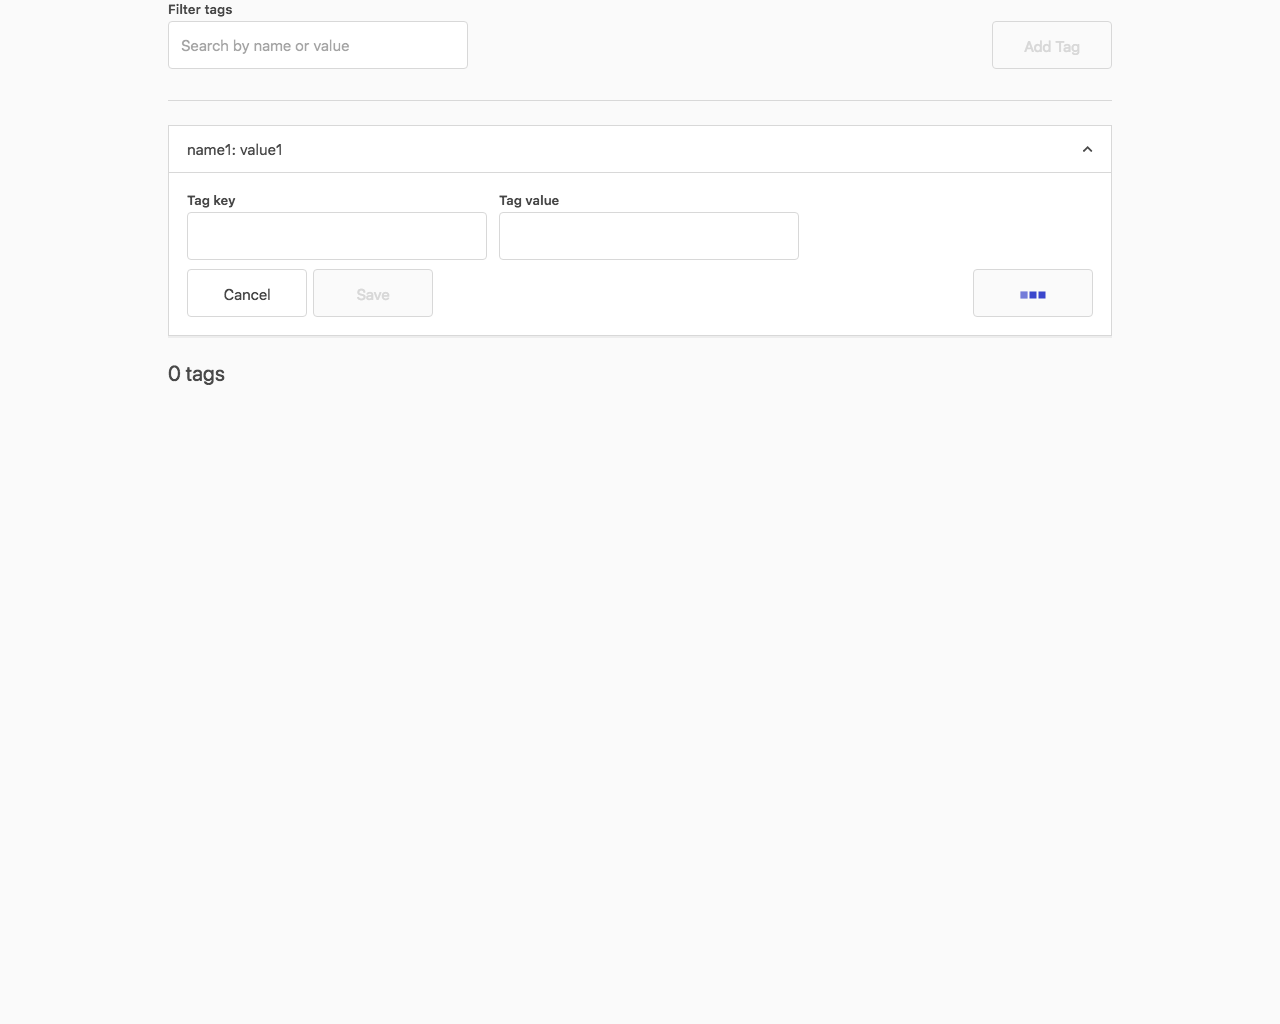 Filter tags
Search by name or value
Add Tag
name1: value1
Tag key
Tag value
Cancel
Save
0 tags